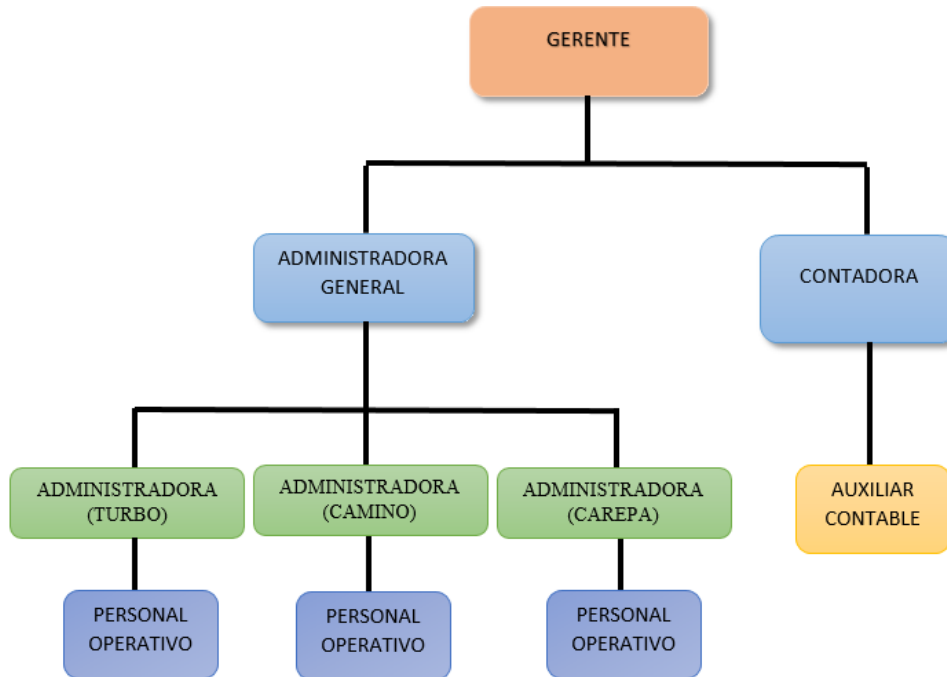 GERENTE
ADMINISTRADORA
GENERAL
CONTADORA
ADMINISTRADORA
(TURBO)
ADMINISTRADORA
(CAMINO)
ADMINISTRADORA
(CAREPA)
AUXILIAR
CONTABLE
PERSONAL
OPERATIVO
PERSONAL
OPERATIVO
PERSONAL
OPERATIVO